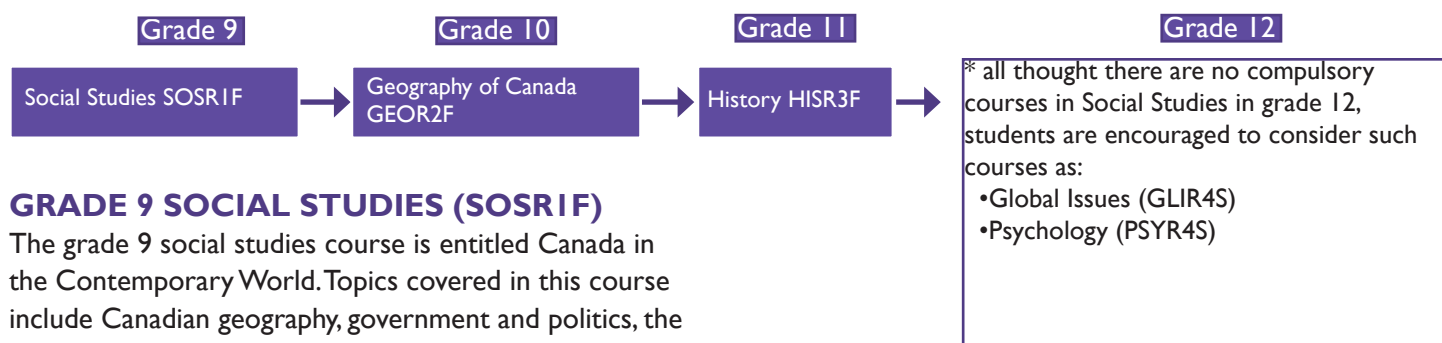 Grade 9
Grade 10
Grade 11
Grade 12
Social Studies SOSR1F
Geography of Canada
GEOR2F
History HISR3F
* all thought there are no compulsory
courses in Social Studies in grade 12,
students are encouraged to consider such
courses as:
•Global Issues (GLIR4S)
•Psychology (PSYR4S)
GRADE 9 SOCIAL STUDIES (SOSR1F)
The grade 9 social studies course is entitled Canada in
the Contemporary World. Topics covered in this course
include Canadian geography, government and politics, the